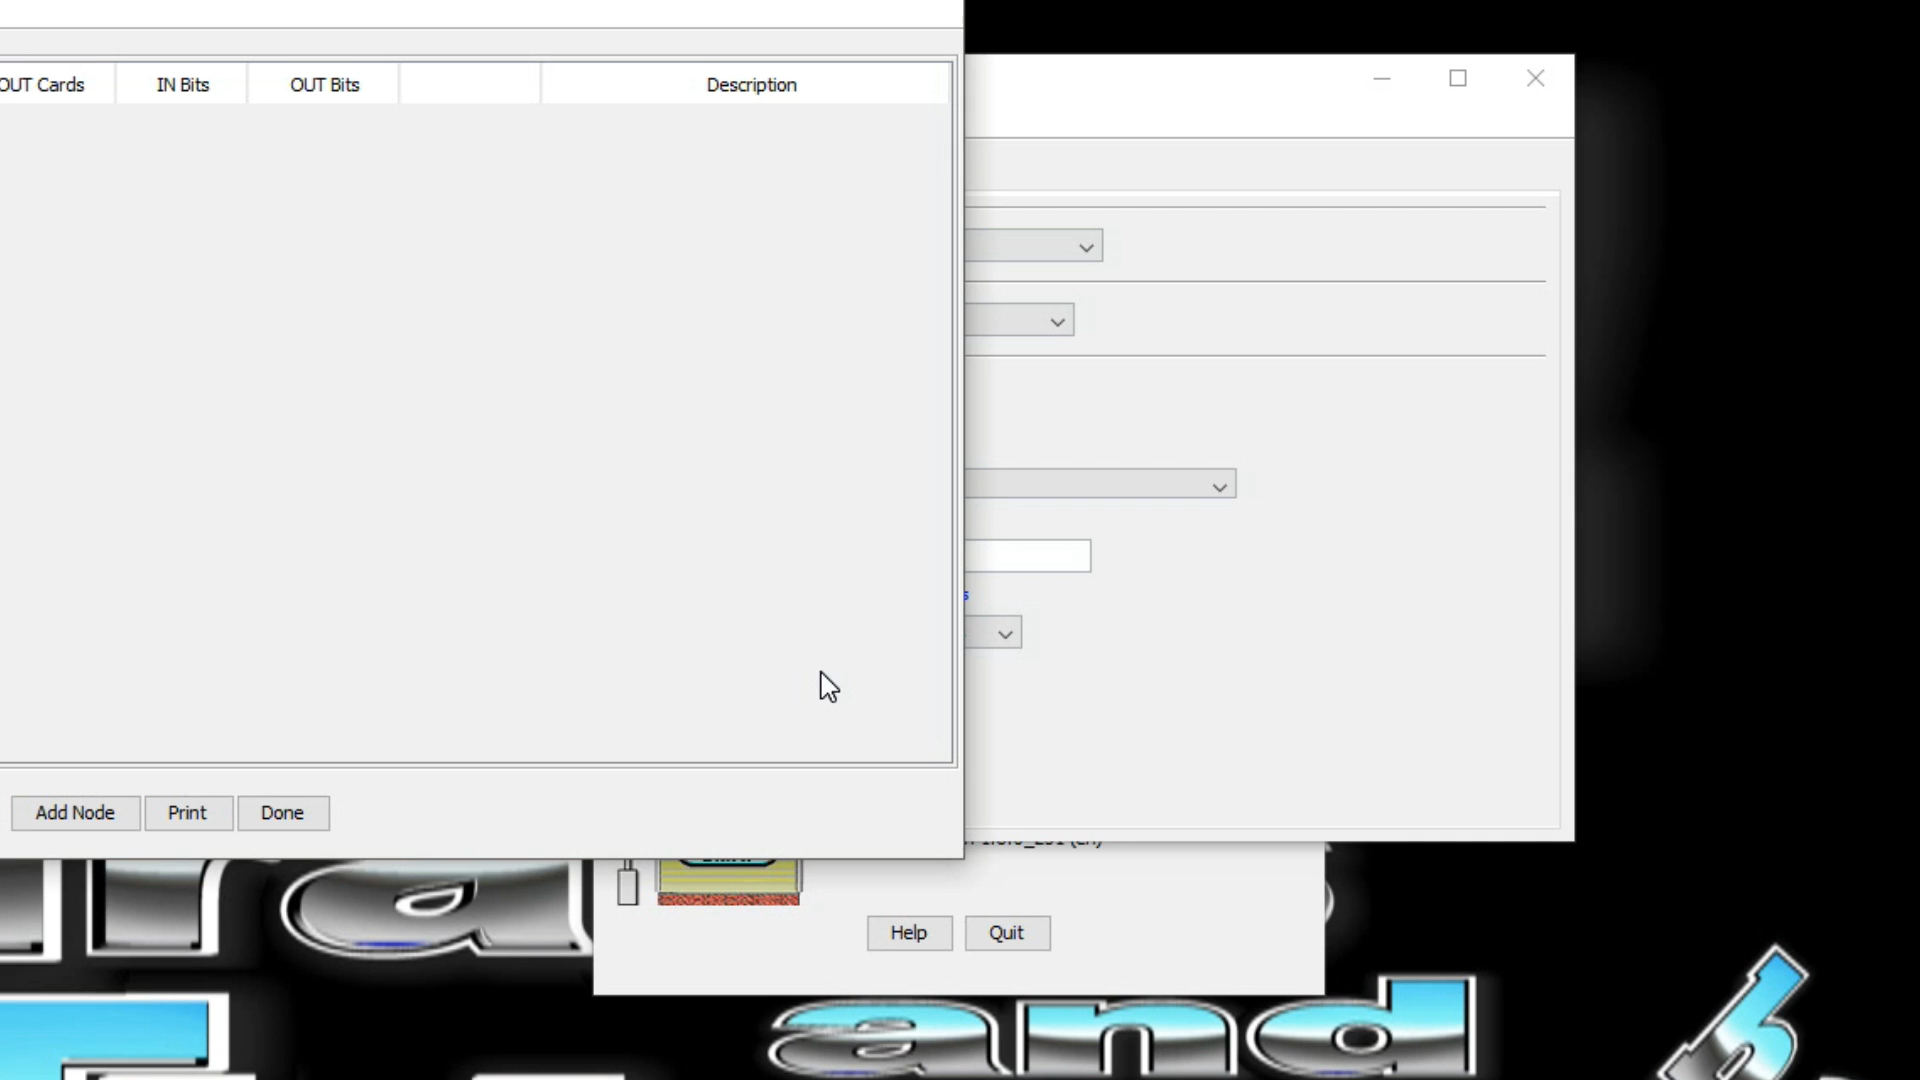 OUT Cards IN Bits OUT Bits Description
s
Add Node Print Done
Help Quit
and